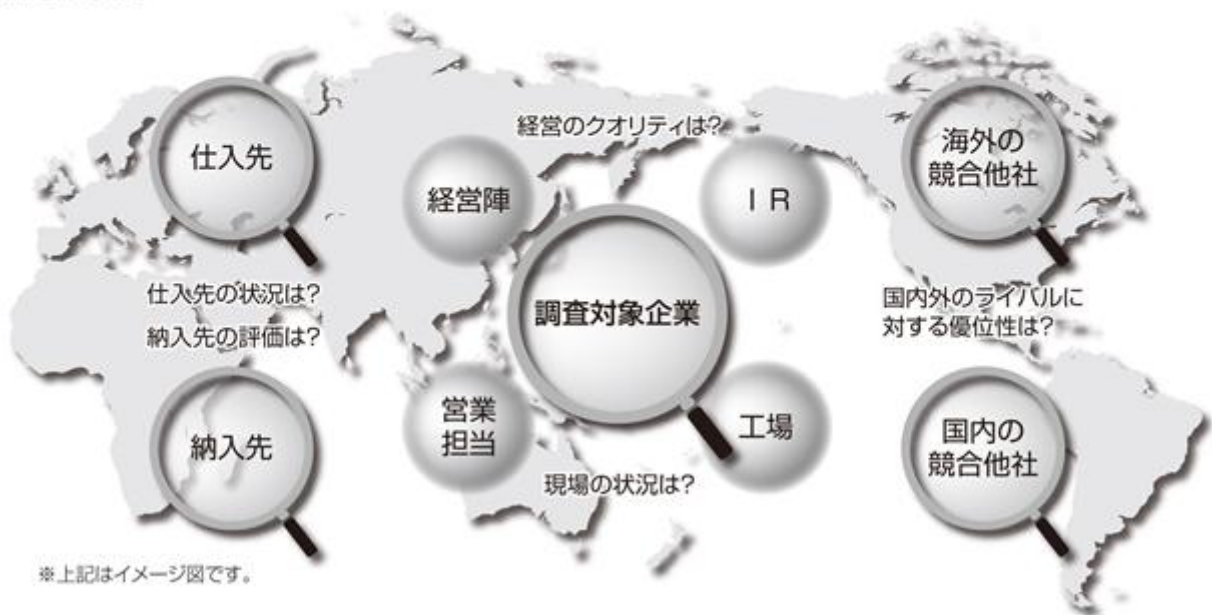 仕入先
経営のクオリティは?
海外の
競合他社
経営陣
IR
仕入先の状況は?
納入先の評価は?
調査対象企業
国内外のライバルに
対する優位性は?
納入先
営業
担当
工場
国内の
競合他社
現場の状況は?
※上記はイメージ図です。